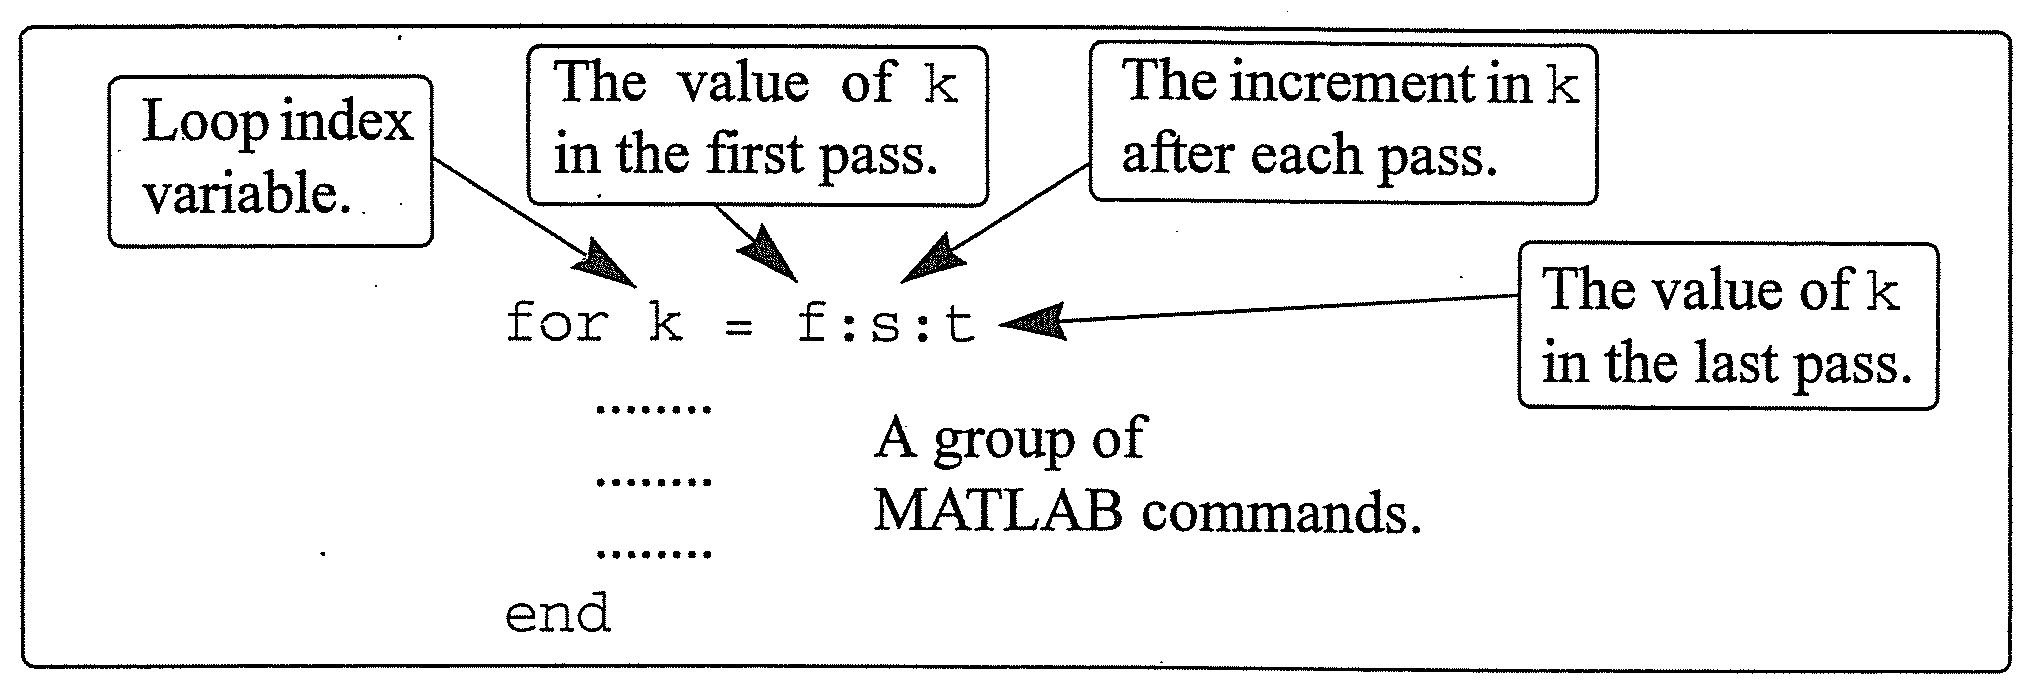 Loop index
variable.
The value of k
in the first pass.
The increment in k
after each pass.
The value of k
in the last pass.
for k = f:s:t
........
........
........
A group of
MATLAB commands.
end